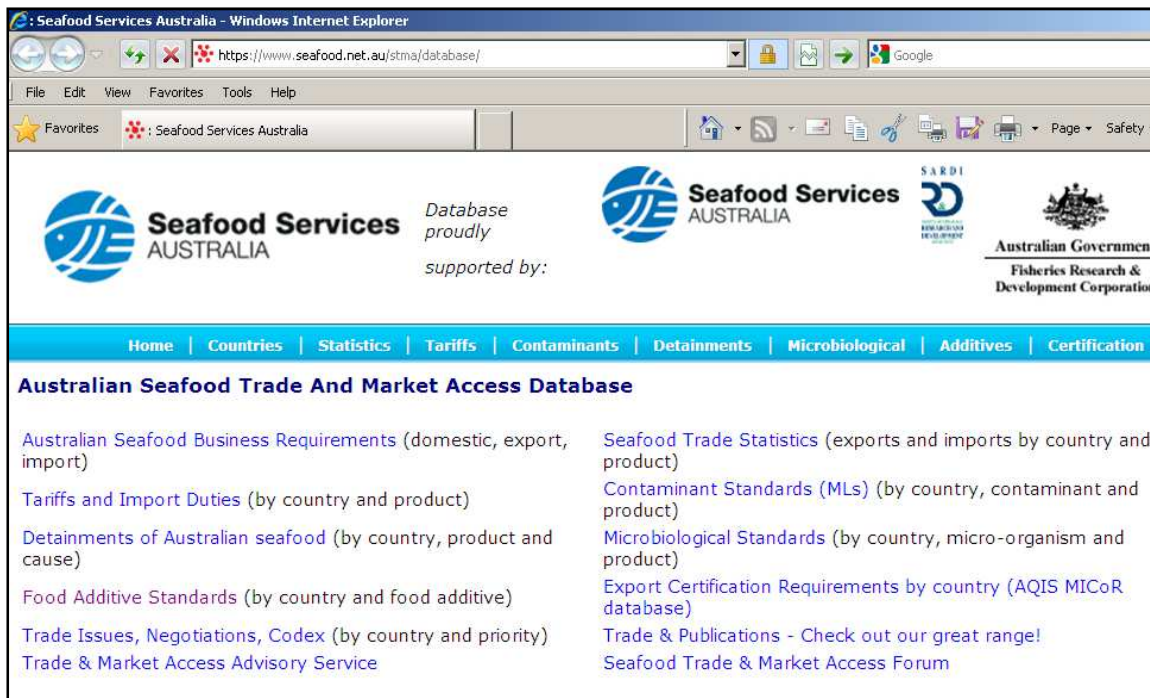 : Seafood Services Australia - Windows Internet Explorer
https://www.seafood.net.au/stma/database/
Google
File Edit View Favorites Tools Help
Favorites
: Seafood Services Australia
Page Safety
Seafood Services
AUSTRALIA
Database
proudly
supported by:
Seafood Services
AUSTRALIA
SARDI
RESEARCH AND
DEVELOPMENT
Australian Governmen
Fisheries Research &
Development Corporatio
Home | Countries | Statistics | Tariffs | Contaminants | Detainments | Microbiological | Additives | Certification
Australian Seafood Trade And Market Access Database
Australian Seafood Business Requirements (domestic, export,
import)
Tariffs and Import Duties (by country and product)
Detainments of Australian seafood (by country, product and
cause)
Food Additive Standards (by country and food additive)
Trade Issues, Negotiations, Codex (by country and priority)
Trade & Market Access Advisory Service
Seafood Trade Statistics (exports and imports by country and
product)
Contaminant Standards (MLs) (by country, contaminant and
product)
Microbiological Standards (by country, micro-organism and
product)
Export Certification Requirements by country (AQIS MICoR
database)
Trade & Publications - Check out our great range!
Seafood Trade & Market Access Forum